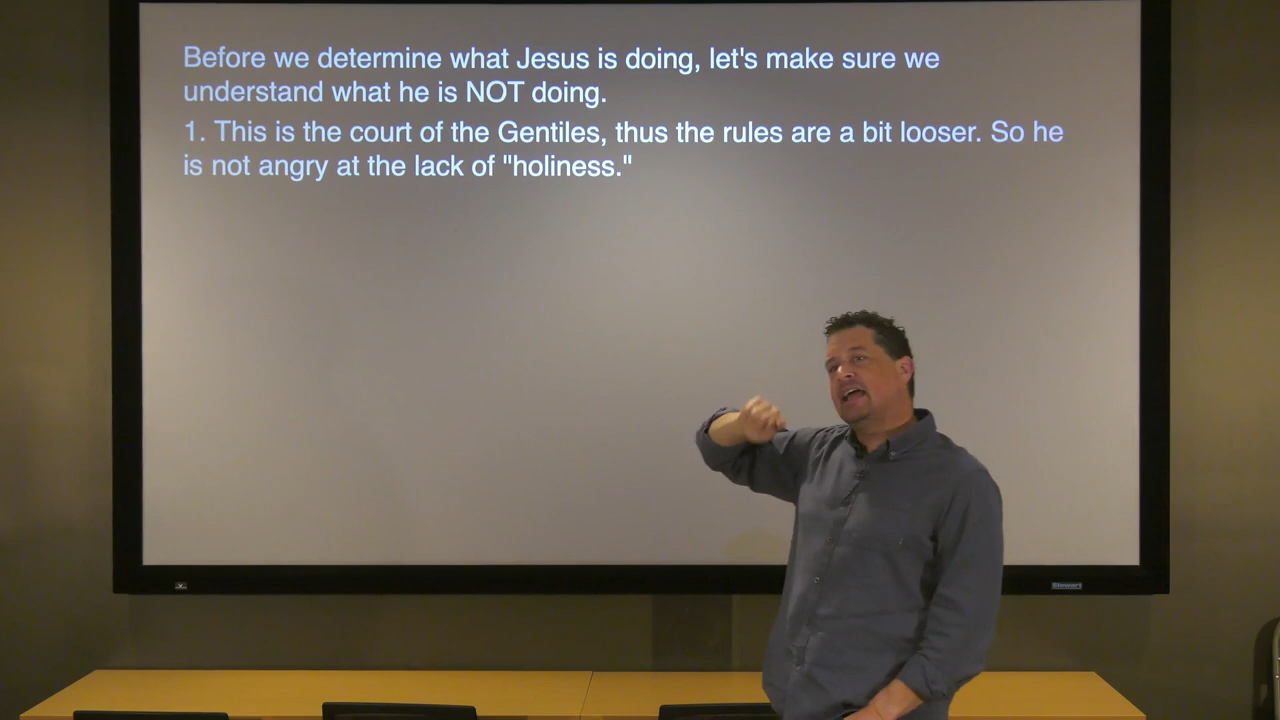 Before we determine what Jesus is doing, let's make sure we
understand what he is NOT doing.
1. This is the court of the Gentiles, thus the rules are a bit looser. So he
is not angry at the lack of "holiness."
Stewart